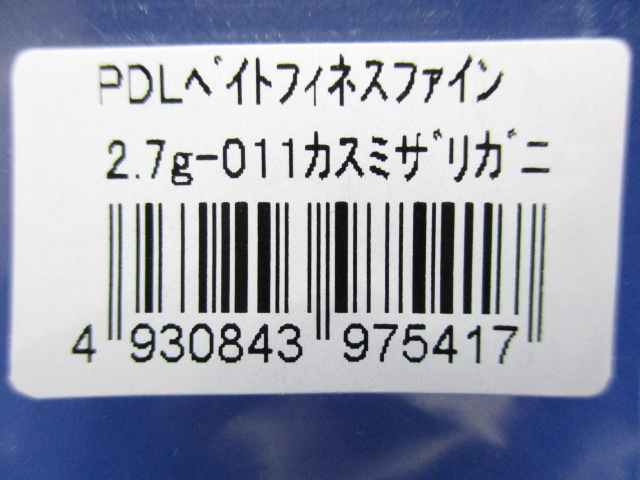 PDLﾍﾞｲﾄﾌｨﾈｽﾌｧｲﾝ
2.7g-011ｶｽﾐｻﾞﾘｶﾞﾆ
4 930843 975417